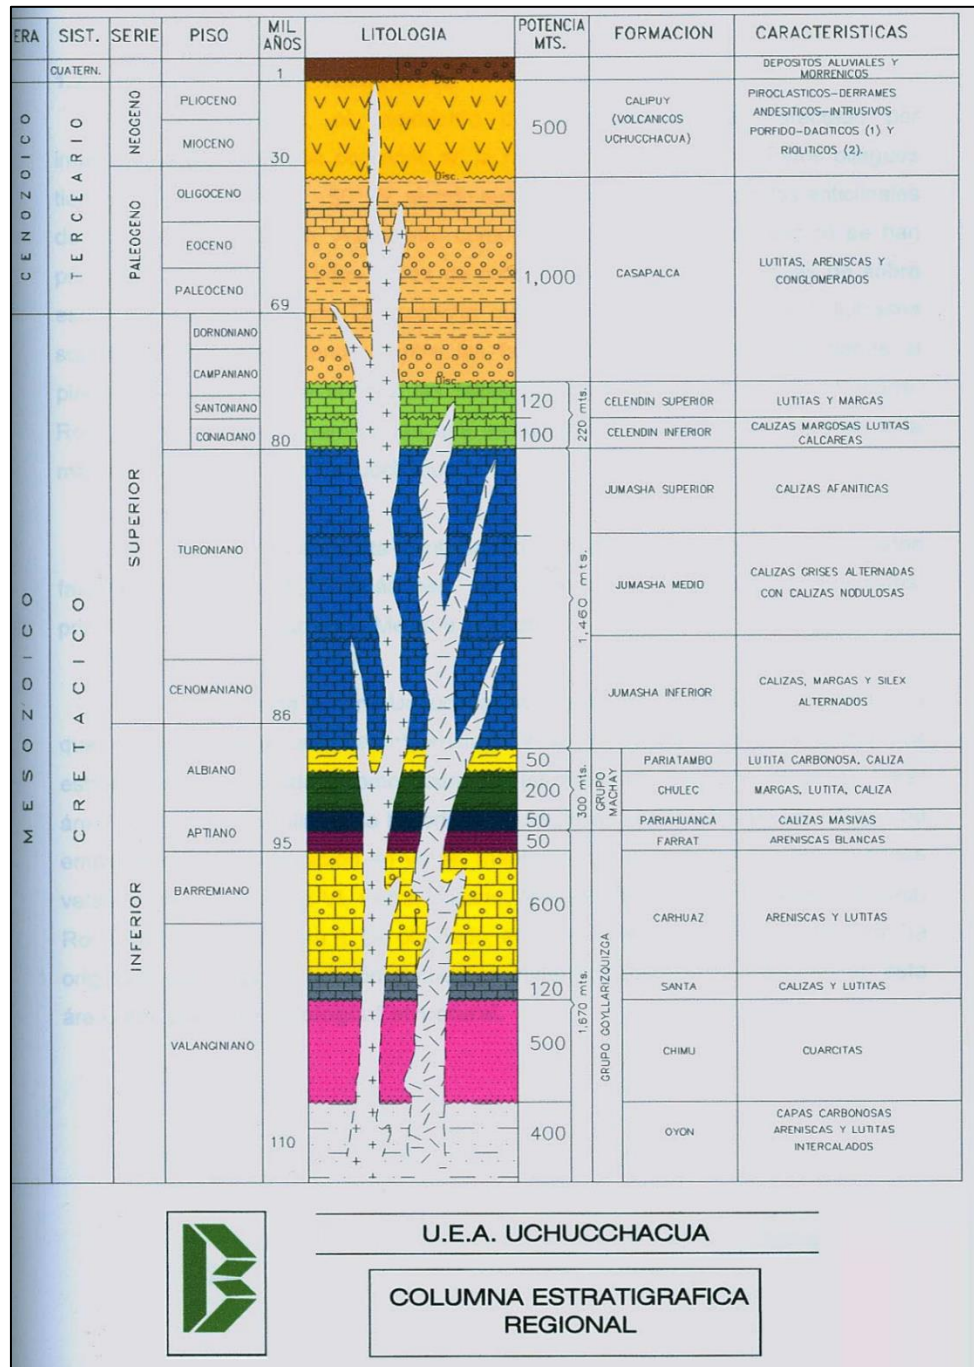 ERA SIST. SERIE PISO MIL AÑOS LITOLOGIA POTENCIA MTS. FORMACION CARACTERISTICAS
CUATERN. 1 DEPOSITOS ALUVIALES Y
MORRENICOS
Disc.
CENOZOICO
TERCEARIO
NEOGENO
PLIOCENO
MIOCENO
30
500
CALIPUY
(VOLCANICOS
UCHUCCHACUA)
PIROCLASTICOS-DERRAMES
ANDESITICOS-INTRUSIVOS
PORFIDO-DACITICOS (1) Y
RIOLITICOS (2).
Disc.
PALEOGENO
OLIGOCENO
EOCENO
PALEOCENO
69
1,000
CASAPALCA
LUTITAS, ARENISCAS Y
CONGLOMERADOS
MESOZOICO
CRETACICO
SUPERIOR
DORNONIANO
CAMPANIANO
Disc.
SANTONIANO
120
CELENDIN SUPERIOR
LUTITAS Y MARGAS
CONIACIANO
80
100
220 mts.
CELENDIN INFERIOR
CALIZAS MARGOSAS LUTITAS
CALCAREAS
TURONIANO
JUMASHA SUPERIOR
CALIZAS AFANITICAS
1,460 mts.
JUMASHA MEDIO
CALIZAS GRISES ALTERNADAS
CON CALIZAS NODULOSAS
CENOMANIANO
86
JUMASHA INFERIOR
CALIZAS, MARGAS Y SILEX
ALTERNADOS
INFERIOR
ALBIANO
50
PARIATAMBO
LUTITA CARBONOSA, CALIZA
200
300 mts.
GRUPO
MACHAY
CHULEC
MARGAS, LUTITA, CALIZA
APTIANO
50
PARIAHUANCA
CALIZAS MASIVAS
95
50
FARRAT
ARENISCAS BLANCAS
BARREMIANO
600
CARHUAZ
ARENISCAS Y LUTITAS
1,670 mts.
GRUPO GOYLLARIZQUIZGA
120
SANTA
CALIZAS Y LUTITAS
VALANGINIANO
500
CHIMU
CUARCITAS
110
400
OYON
CAPAS CARBONOSAS
ARENISCAS Y LUTITAS
INTERCALADOS
U.E.A. UCHUCCHACUA
COLUMNA ESTRATIGRAFICA
REGIONAL